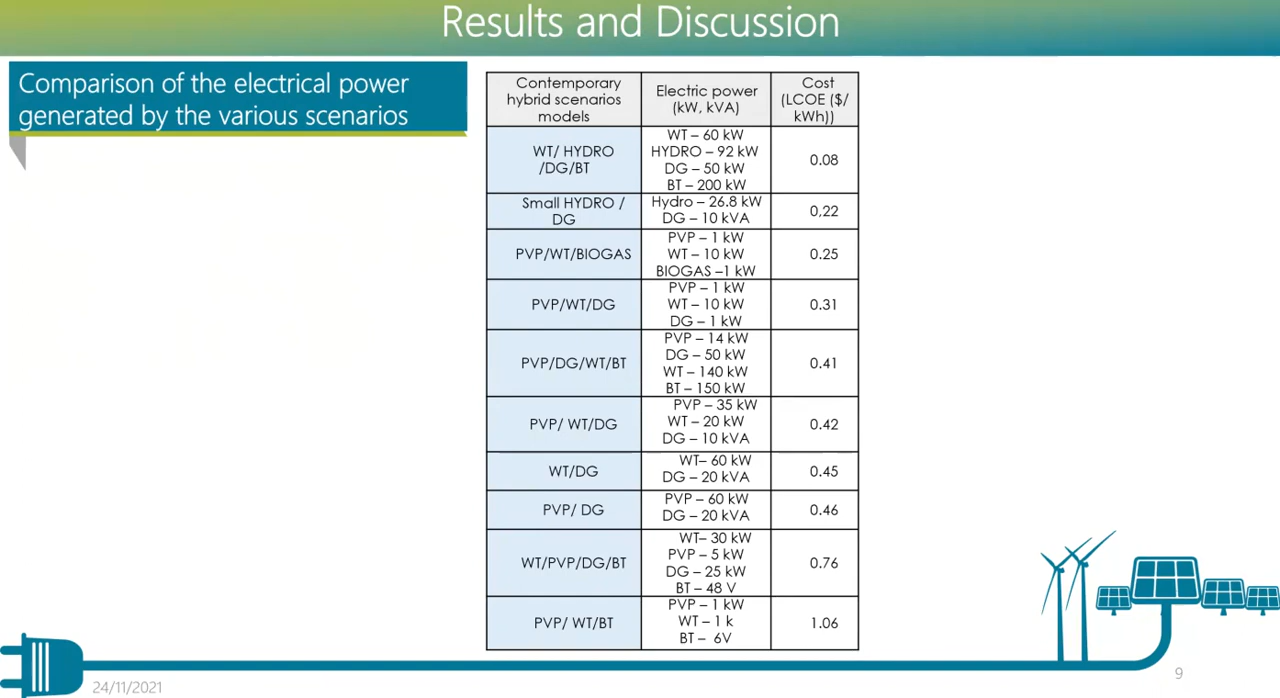 Results and Discussion
Comparison of the electrical power
generated by the various scenarios
Contemporary
hybrid scenarios
models
Electric power
(kW, kVA)
Cost
(LCOE ($/
kWh))
WT/ HYDRO
/DG/BT
WT – 60 kW
HYDRO – 92 kW
DG – 50 kW
BT – 200 kW
0.08
Small HYDRO /
DG
Hydro – 26.8 kW
DG – 10 kVA
0,22
PVP/WT/BIOGAS
PVP – 1 kW
WT – 10 kW
BIOGAS –1 kW
0.25
PVP/WT/DG
PVP – 1 kW
WT – 10 kW
DG – 1 kW
0.31
PVP/DG/WT/BT
PVP – 14 kW
DG – 50 kW
WT – 140 kW
BT – 150 kW
0.41
PVP/ WT/DG
PVP – 35 kW
WT – 20 kW
DG – 10 kVA
0.42
WT/DG
WT– 60 kW
DG – 20 kVA
0.45
PVP/ DG
PVP – 60 kW
DG – 20 kVA
0.46
WT/PVP/DG/BT
WT– 30 kW
PVP – 5 kW
DG – 25 kW
BT – 48 V
0.76
PVP/ WT/BT
PVP – 1 kW
WT – 1 k
BT – 6V
1.06
24/11/2021
9